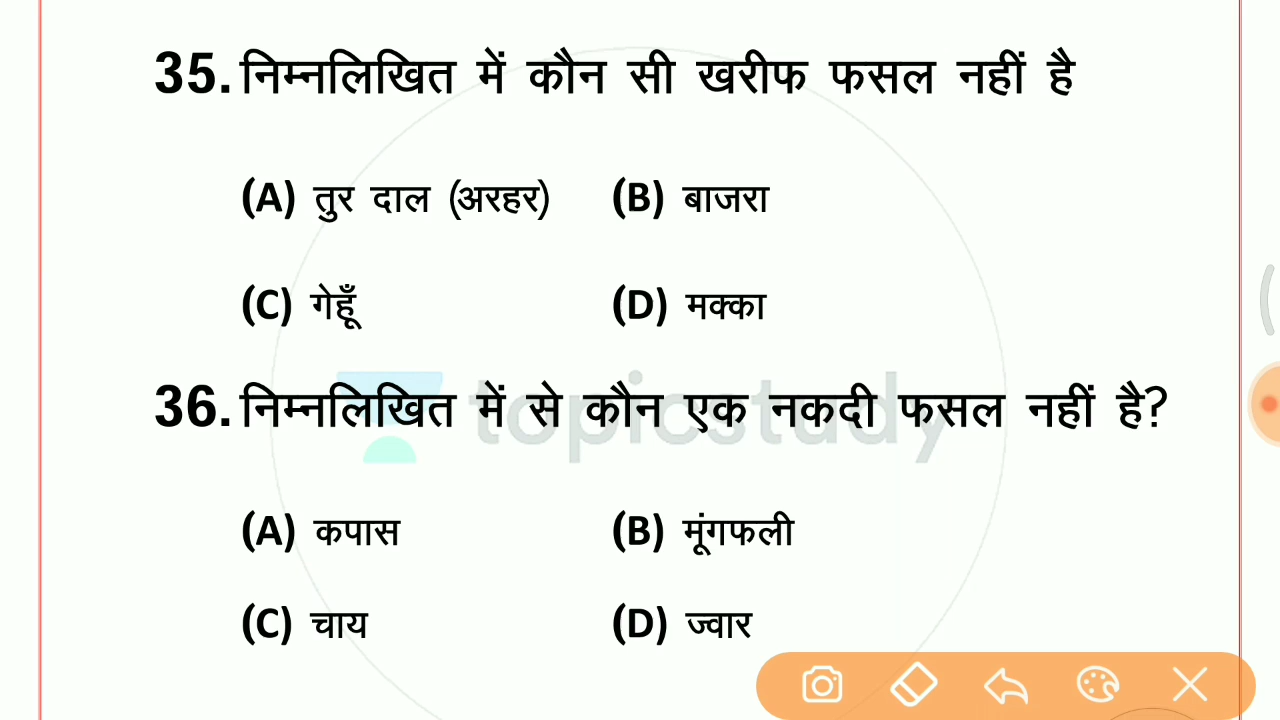 35. निम्नलिखित में कौन सी खरीफ फसल नहीं है
(A) तुर दाल (अरहर) (B) बाजरा
(C) गेहूँ (D) मक्का
topicstudy
36. निम्नलिखित में से कौन एक नकदी फसल नहीं है?
(A) कपास (B) मूंगफली
(C) चाय (D) ज्वार